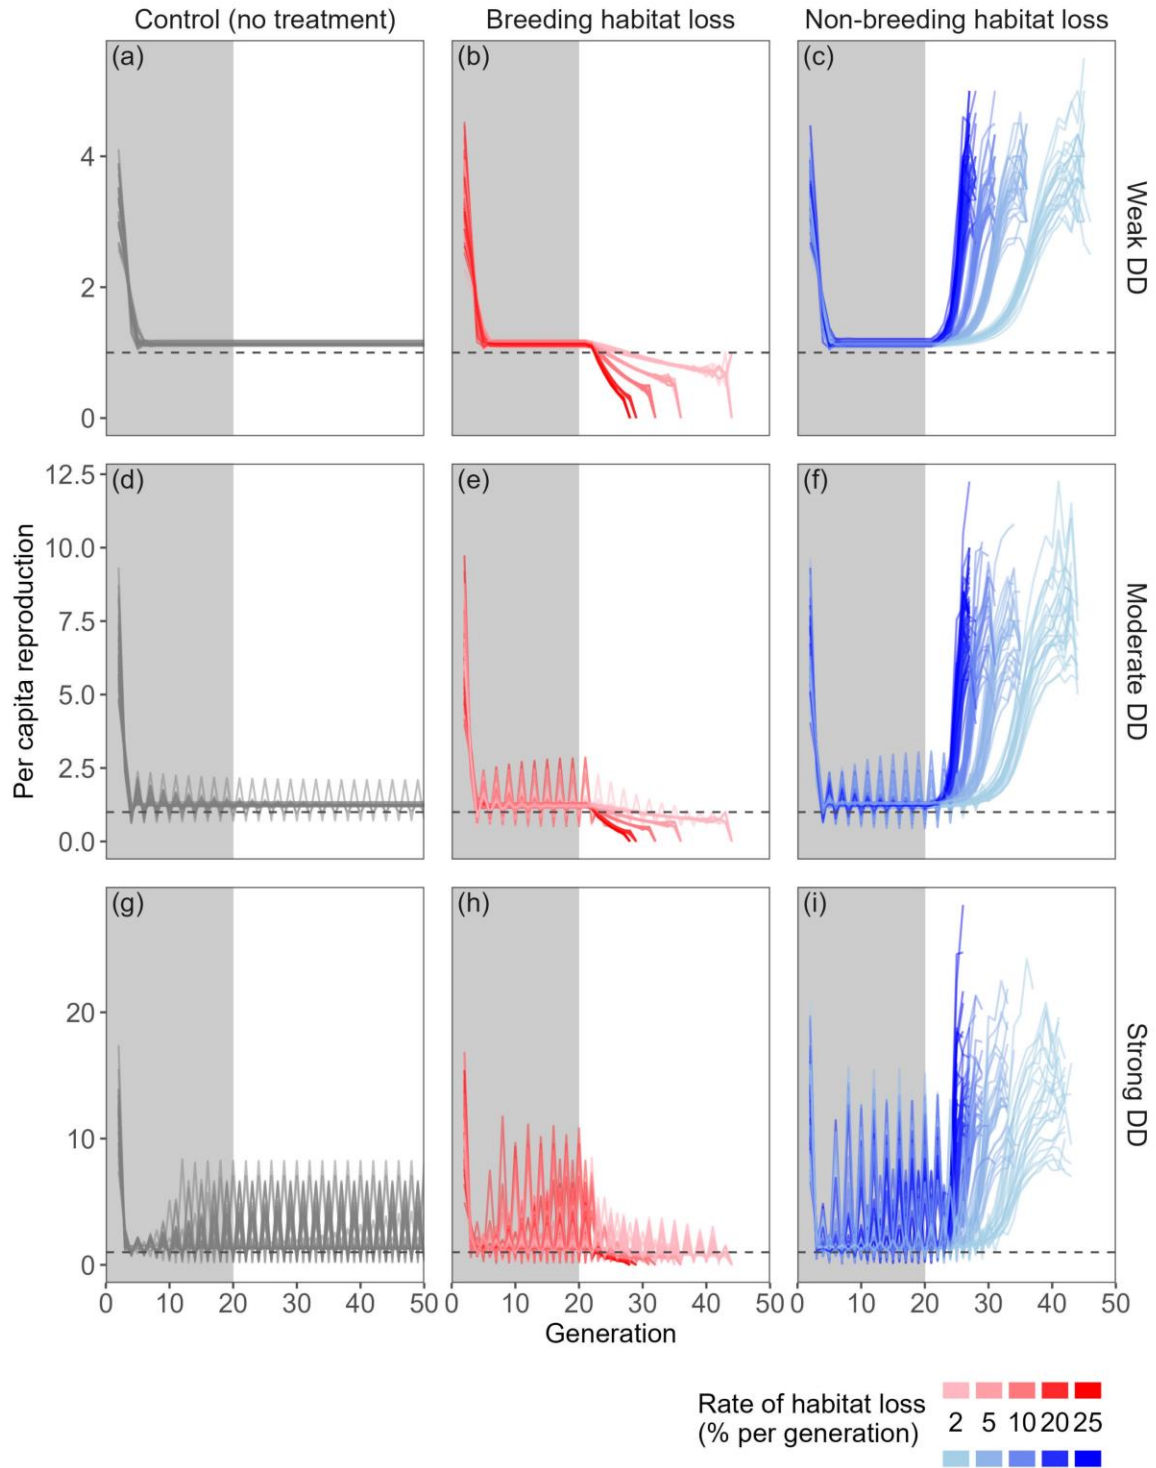 Control (no treatment)
Breeding habitat loss
Non-breeding habitat loss
(a)
(b)
(c)
4
2
0
Weak DD
(d)
(e)
(f)
12.5
10.0
7.5
5.0
2.5
0.0
Per capita reproduction
Moderate DD
(g)
(h)
(i)
20
10
0
Strong DD
0 10 20 30 40 50
0 10 20 30 40 50
0 10 20 30 40 50
Generation
Rate of habitat loss
(% per generation)
2 5 10 20 25